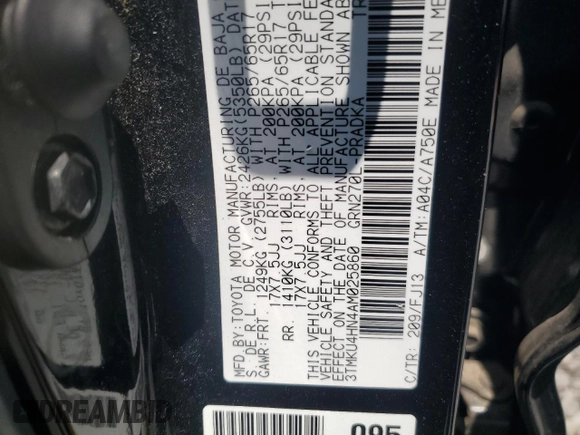 MFD.BY:TOYOTA MOTOR MANUFACTURING DE BAJA
S. DE R.L. DE C.V. GVWR:2426KG(5350LB) DAT
GAWR:FRT. 1249KG (2755LB) WITH P265/65R17
17X7.5JJ RIMS, AT 200KPA (29PSI
RR. 1410KG (3110LB) WITH P265/65R17
17X7.5JJ RIMS, AT 200KPA (29PSI
THIS VEHICLE CONFORMS TO ALL APPLICABLE FE
VEHICLE SAFETY AND THEFT PREVENTION STANDA
EFFECT ON THE DATE OF MANUFACTURE SHOWN AB
3TMKU4HN4AM025860 TR
GRN270L-PRADKA
C/TR: 209/FJ13 A/TM:A04C/A750E MADE IN ME
095
DREAMBID